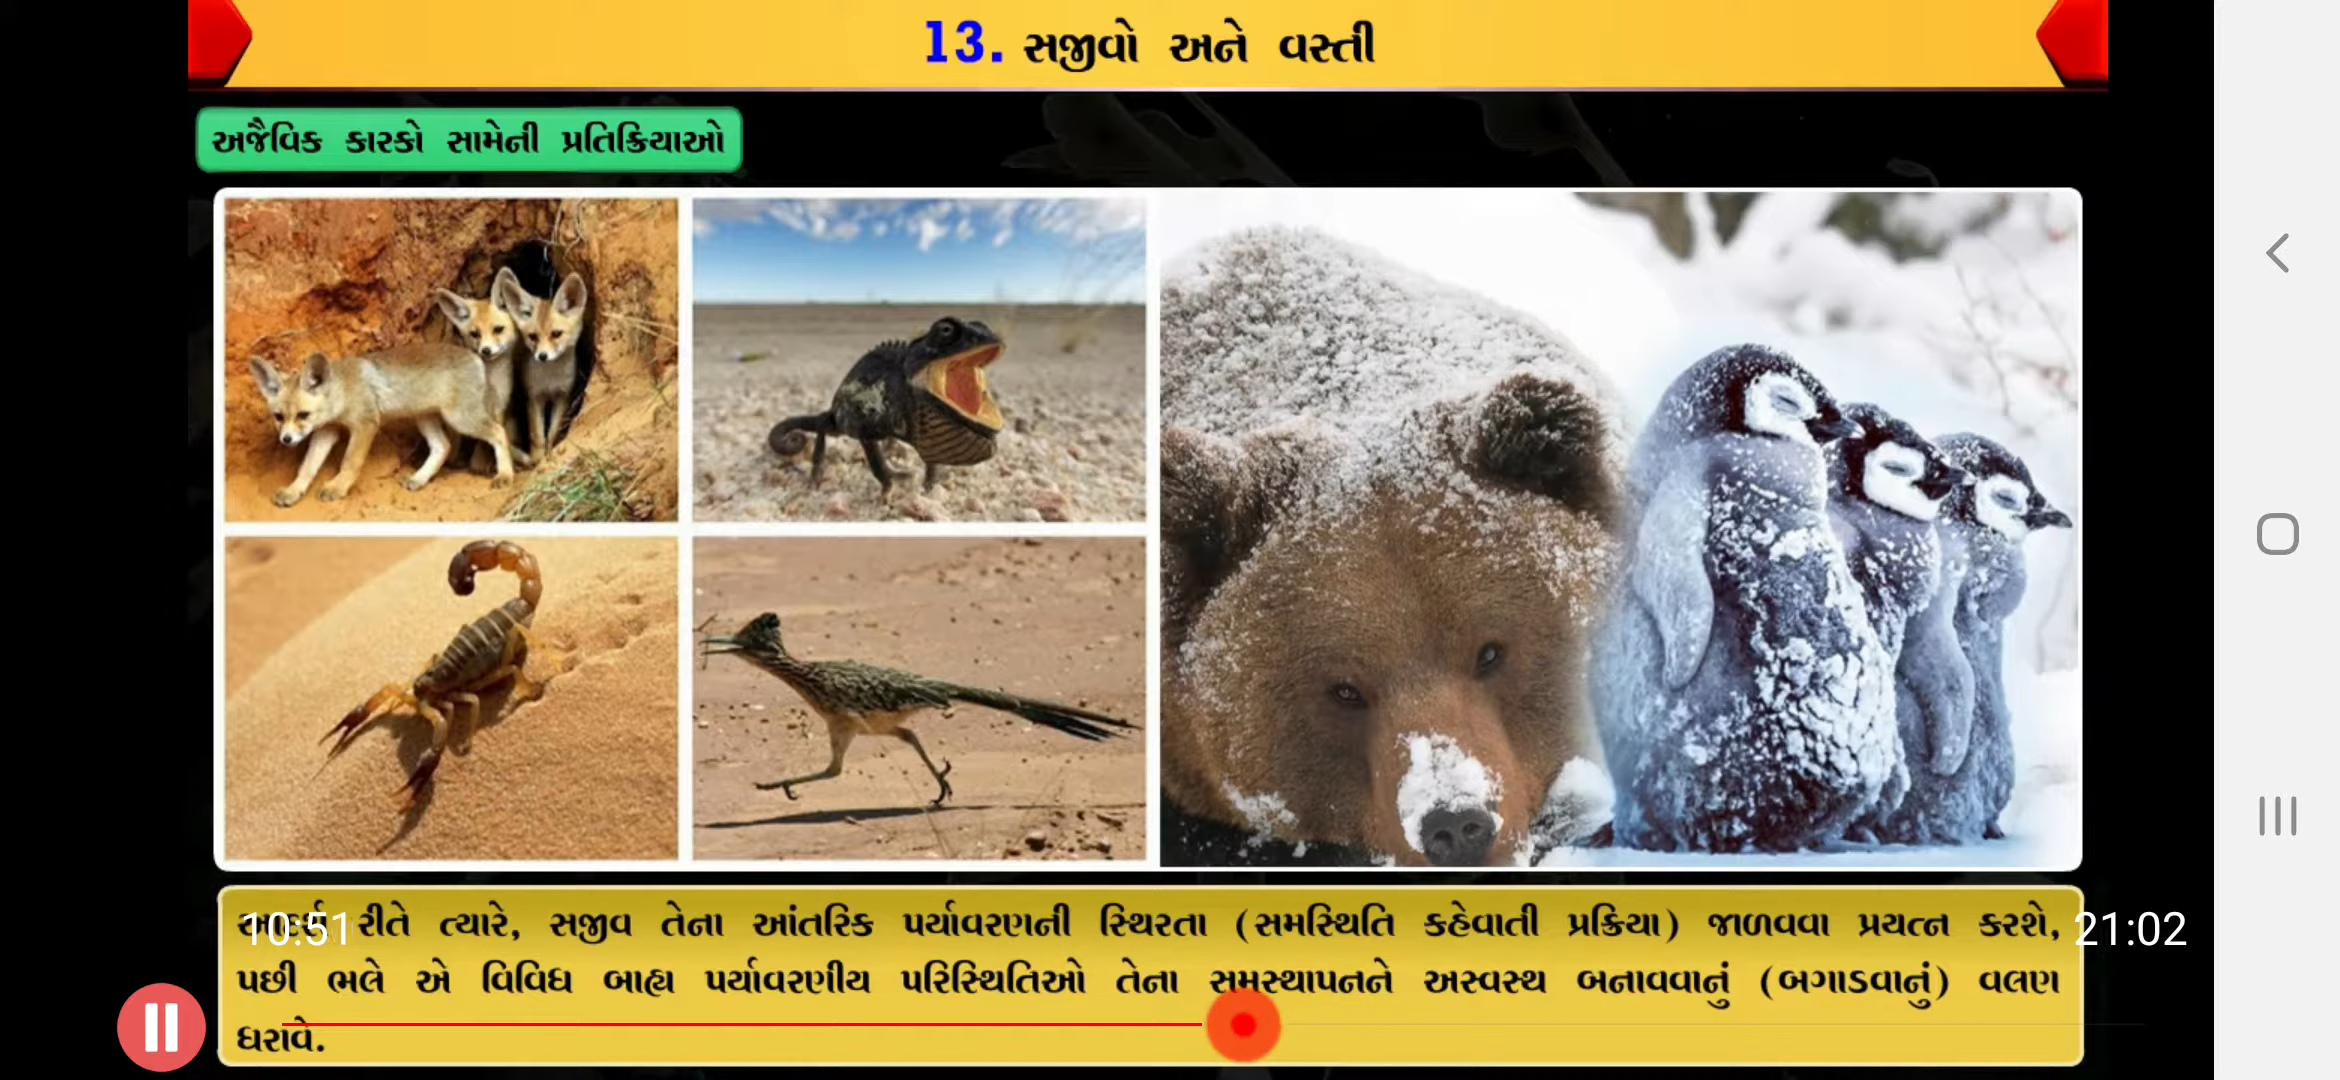 13. સજીવો અને વસ્તી
અજૈવિક કારકો સામેની પ્રતિક્રિયાઓ
રીતે ત્યારે, સજીવ તેના આંતરિક પર્યાવરણની સ્થિરતા (સમસ્થિતિ કહેવાતી પ્રક્રિયા) જાળવવા પ્રયત્ન કરશે,
10:51
21:02
પછી ભલે એ વિવિધ બાહ્ય પર્યાવરણીય પરિસ્થિતિઓ તેના સમસ્થાપનને અસ્વસ્થ બનાવવાનું (બગાડવાનું) વલણ
ધરાવે.